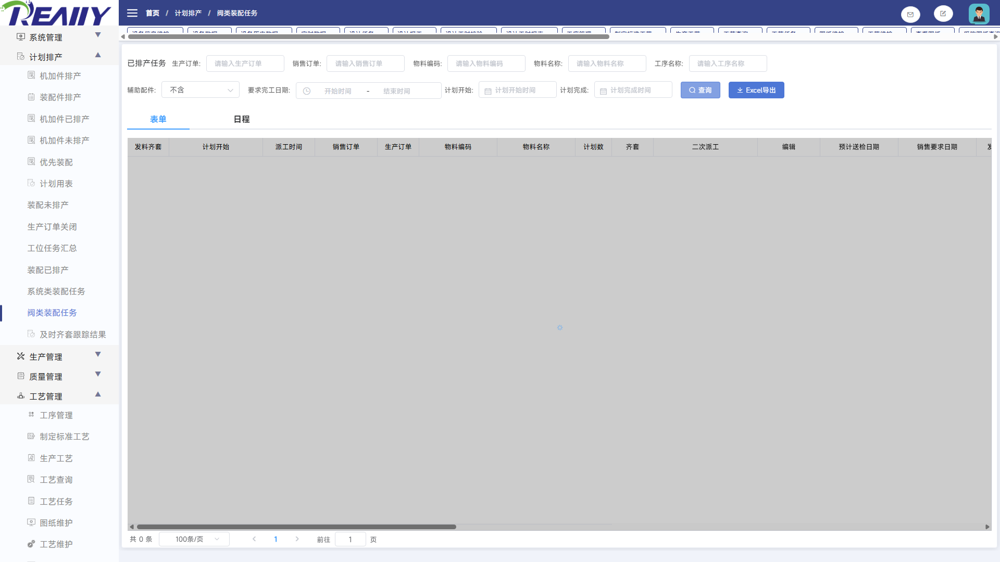 REALLY
首页 / 计划排产 / 阀类装配任务
系统管理
计划排产
机加件排产
装配件排产
机加件已排产
机加件未排产
优先装配
计划用表
装配未排产
生产订单关闭
工位任务汇总
装配已排产
系统类装配任务
阀类装配任务
及时齐套跟踪结果
生产管理
质量管理
工艺管理
工序管理
制定标准工艺
生产工艺
工艺查询
工艺任务
图纸维护
工艺维护
已排产任务 生产订单: 请输入生产订单 销售订单: 请输入销售订单 物料编码: 请输入物料编码 物料名称: 请输入物料名称 工序名称: 请输入工序名称
辅助配件: 不含 要求完工日期: 开始时间 - 结束时间 计划开始: 计划开始时间 计划完成: 计划完成时间 查询 Excel导出
表单 日程
发料齐套 计划开始 派工时间 销售订单 生产订单 物料编码 物料名称 计划数 齐套 二次派工 编辑 预计送检日期 销售要求日期
共 0 条 100条/页 1 前往 1 页